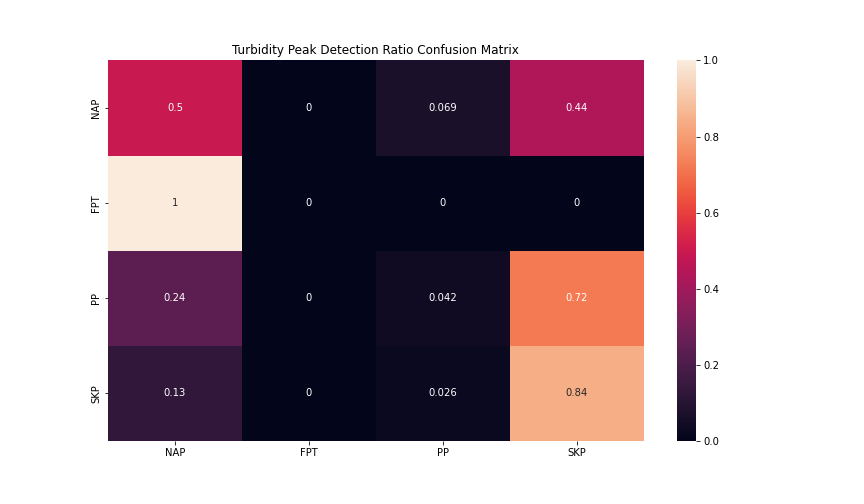 Turbidity Peak Detection Ratio Confusion Matrix
NAP 0.5 0 0.069 0.44
FPT 1 0 0 0
PP 0.24 0 0.042 0.72
SKP 0.13 0 0.026 0.84
NAP FPT PP SKP
1.0
0.8
0.6
0.4
0.2
0.0